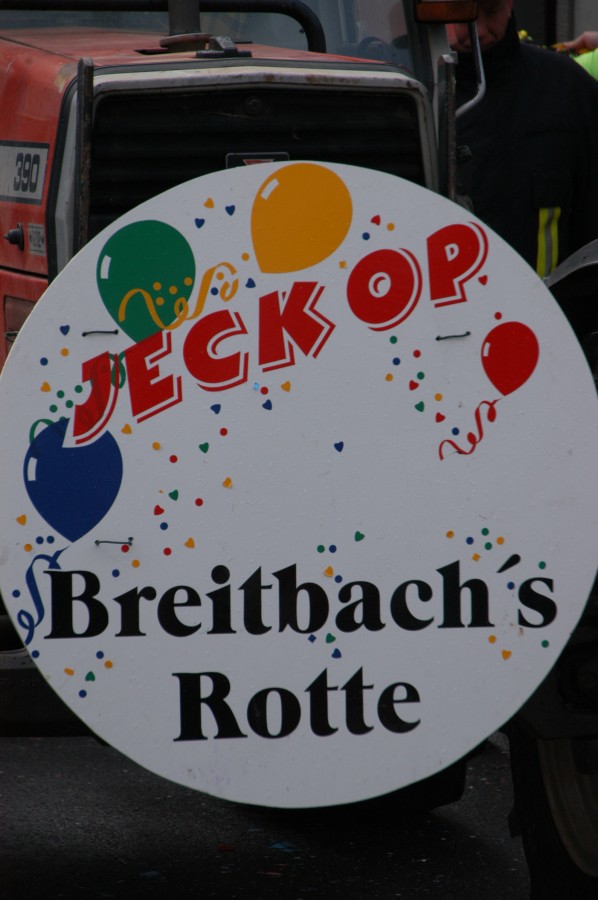 390
JECK OP
Breitbach´s
Rotte